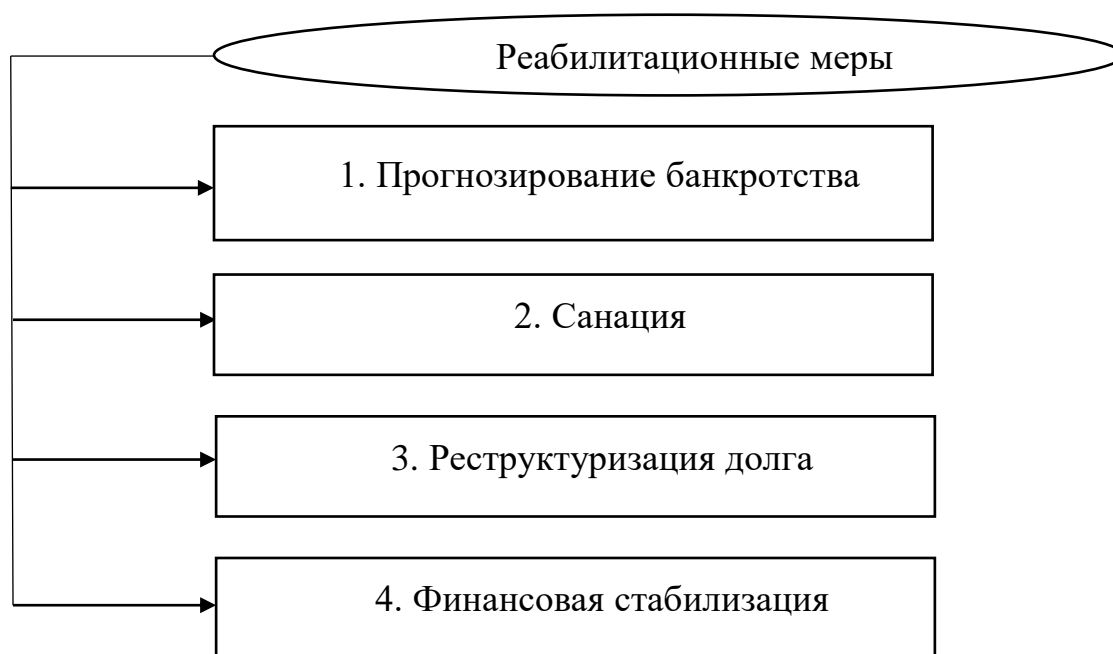 Реабилитационные меры
1. Прогнозирование банкротства
2. Санация
3. Реструктуризация долга
4. Финансовая стабилизация